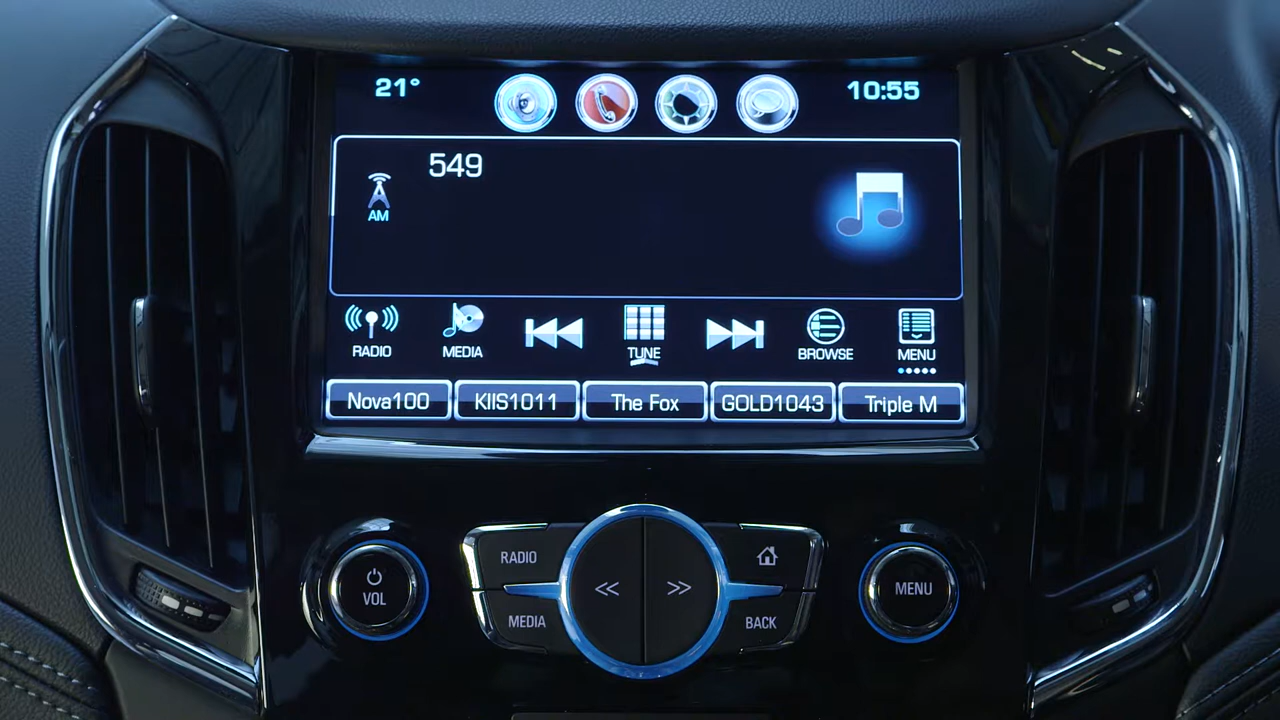 21° 10:55
549
AM
RADIO MEDIA TUNE BROWSE MENU
Nova100 KIIS1011 The Fox GOLD1043 Triple M
RADIO
VOL MENU
MEDIA BACK